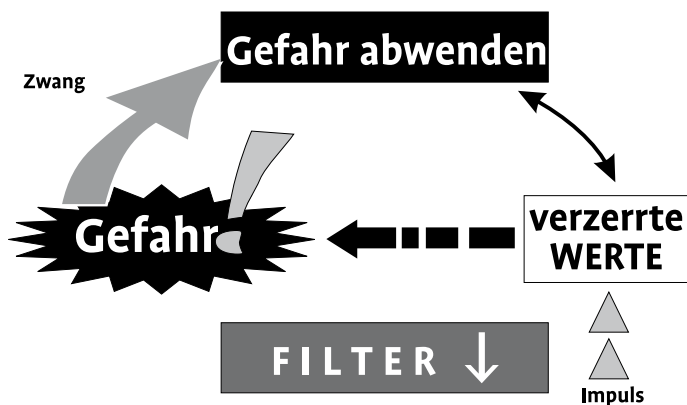 Gefahr abwenden
Zwang
Gefahr!
verzerrte
WERTE
FILTER ↓
Impuls